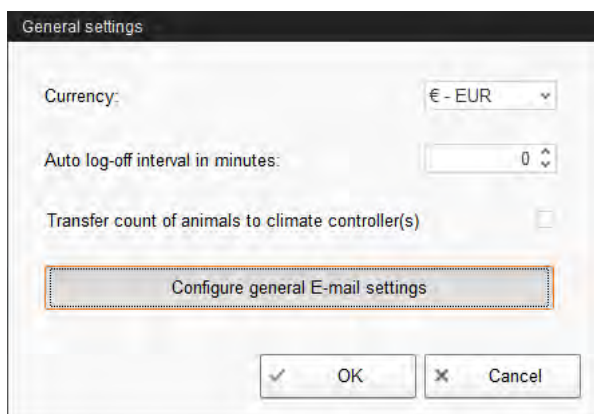 General settings
Currency: € - EUR
Auto log-off interval in minutes: 0
Transfer count of animals to climate controller(s)
Configure general E-mail settings
OK Cancel